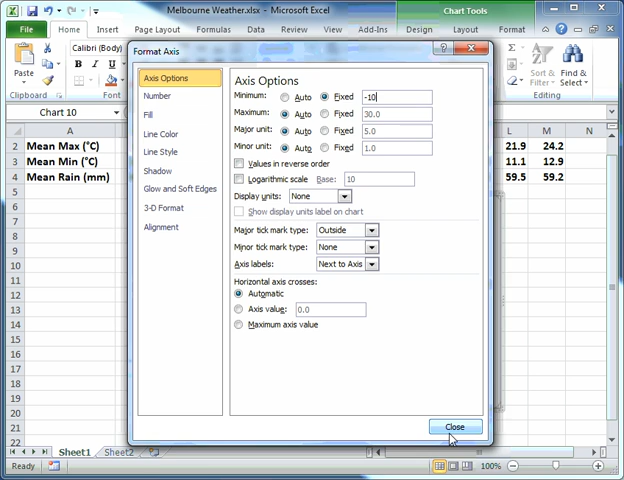 Melbourne Weather.xlsx - Microsoft Excel
Chart Tools
File Home Insert Page Layout Formulas Data Review View Add-Ins Design Layout Format
Calibri (Body)
Format Axis
Paste
B I U
Sort & Filter
Find & Select
Clipboard
Editing
Chart 10
A L M N
2 Mean Max (°C) 21.9 24.2
3 Mean Min (°C) 11.1 12.9
4 Mean Rain (mm) 59.5 59.2
5
6
7
8
9
10
11
12
13
14
15
16
17
18
19
20
21
22
Axis Options
Number
Fill
Line Color
Line Style
Shadow
Glow and Soft Edges
3-D Format
Alignment
Axis Options
Minimum: Auto Fixed -10
Maximum: Auto Fixed 30.0
Major unit: Auto Fixed 5.0
Minor unit: Auto Fixed 1.0
Values in reverse order
Logarithmic scale Base: 10
Display units: None
Show display units label on chart
Major tick mark type: Outside
Minor tick mark type: None
Axis labels: Next to Axis
Horizontal axis crosses:
Automatic
Axis value: 0.0
Maximum axis value
Close
Sheet1 Sheet2
Ready 100%